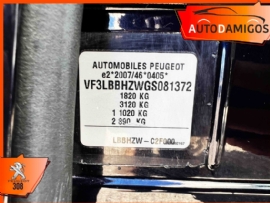 AUTODAMIGOS
AUTOMOBILES PEUGEOT
e2*2007/46*0405*
VF3LBBHZWGS081372
1820 KG
3120 KG
1 1020 KG
2 890 KG
LBBHZW-C2F000
308